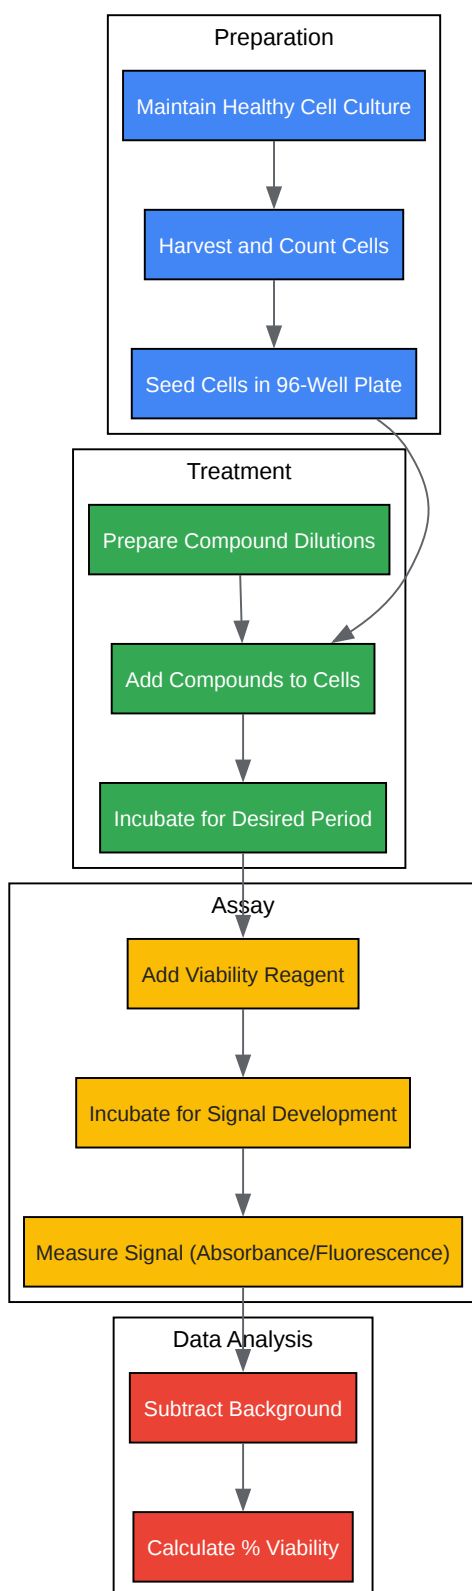 Preparation
Maintain Healthy Cell Culture
Harvest and Count Cells
Seed Cells in 96-Well Plate
Treatment
Prepare Compound Dilutions
Add Compounds to Cells
Incubate for Desired Period
Assay
Add Viability Reagent
Incubate for Signal Development
Measure Signal (Absorbance/Fluorescence)
Data Analysis
Subtract Background
Calculate % Viability